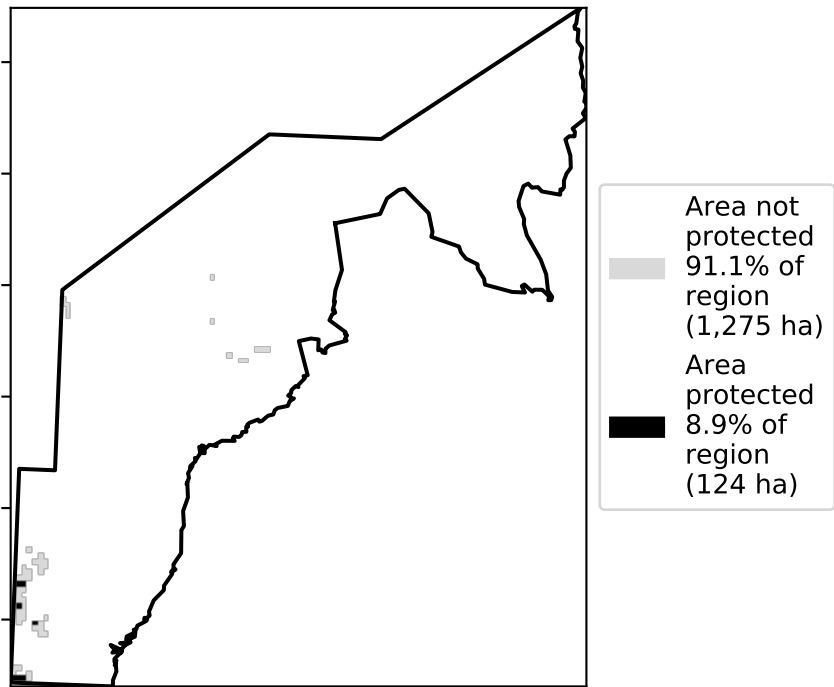 Area not
protected
91.1% of
region
(1,275 ha)
Area
protected
8.9% of
region
(124 ha)